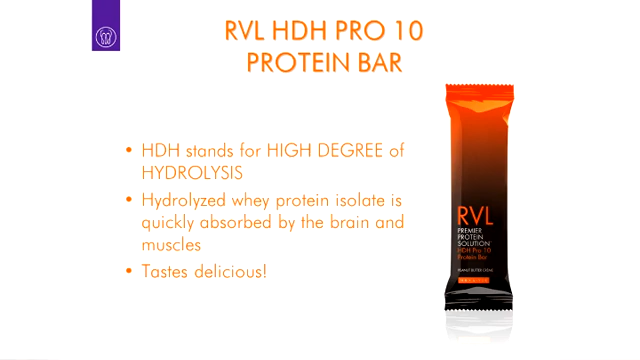 RVL HDH PRO 10
PROTEIN BAR
• HDH stands for HIGH DEGREE of
HYDROLYSIS
• Hydrolyzed whey protein isolate is
quickly absorbed by the brain and
muscles
• Tastes delicious!
RVL
PREMIER
PROTEIN
SOLUTION
HDH Pro 10
Protein Bar
PEANUT BUTTER CRÈME